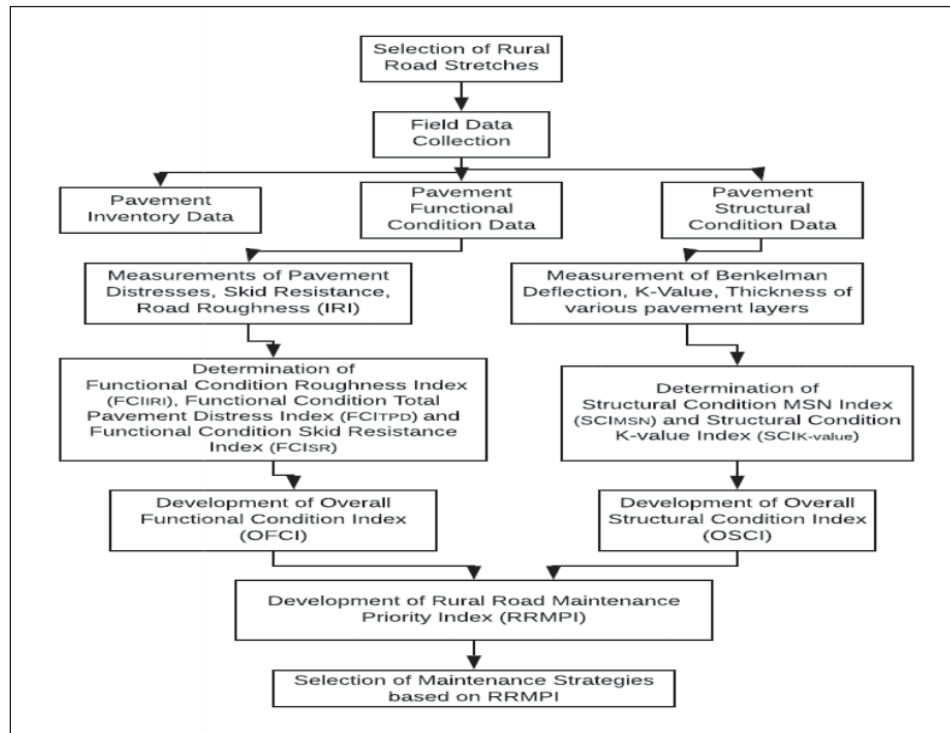 Selection of Rural
Road Stretches
Field Data
Collection
Pavement
Inventory Data
Pavement
Functional
Condition Data
Pavement
Structural
Condition Data
Measurements of Pavement
Distresses, Skid Resistance,
Road Roughness (IRI)
Measurement of Benkelman
Deflection, K-Value, Thickness of
various pavement layers
Determination of
Functional Condition Roughness Index
(FCIIRI), Functional Condition Total
Pavement Distress Index (FCITPD) and
Functional Condition Skid Resistance
Index (FCISR)
Determination of
Structural Condition MSN Index
(SCIMSN) and Structural Condition
K-value Index (SCIK-value)
Development of Overall
Functional Condition Index
(OFCI)
Development of Overall
Structural Condition Index
(OSCI)
Development of Rural Road Maintenance
Priority Index (RRMPI)
Selection of Maintenance Strategies
based on RRMPI